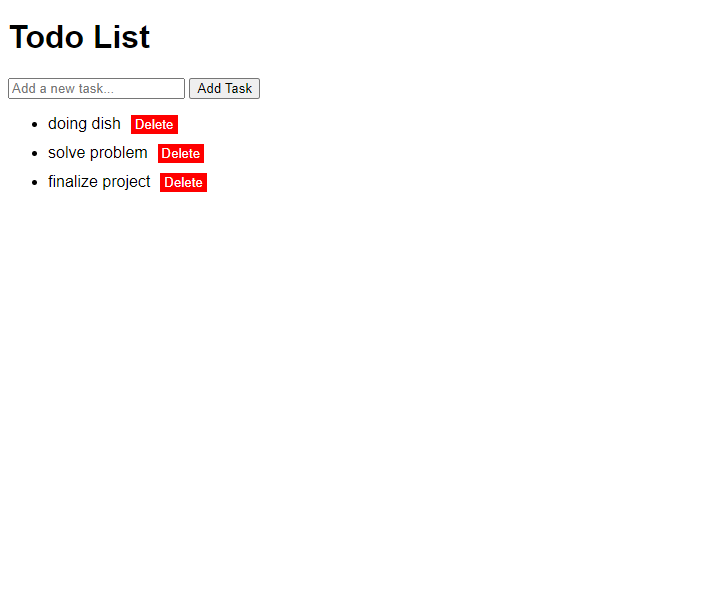 Todo List
Add a new task... Add Task
doing dish Delete
solve problem Delete
finalize project Delete